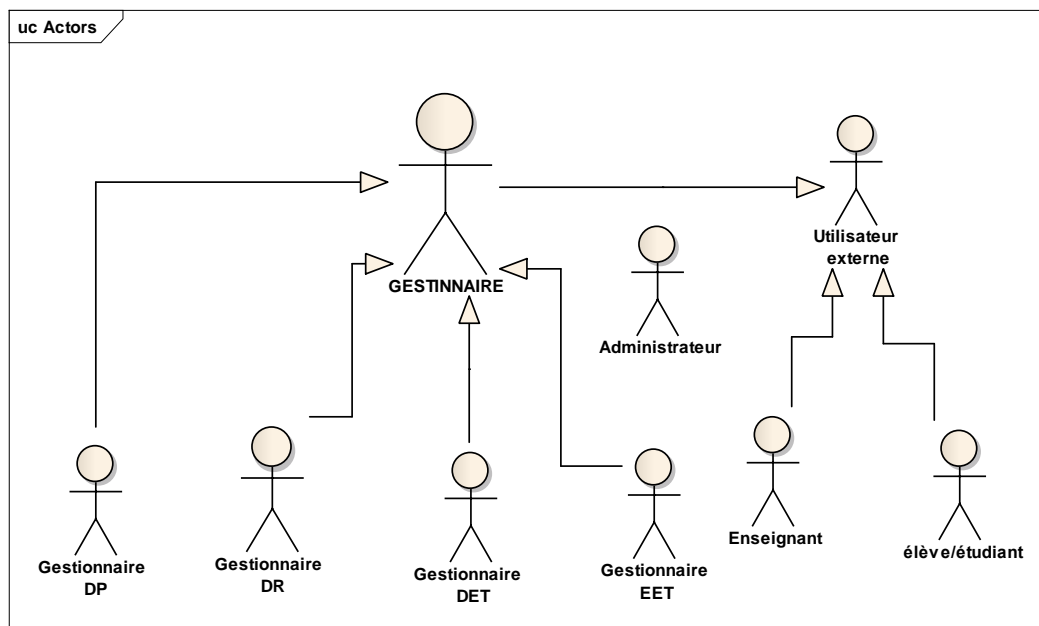 uc Actors
GESTINNAIRE
Utilisateur
externe
Administrateur
Gestionnaire
DP
Gestionnaire
DR
Gestionnaire
DET
Gestionnaire
EET
Enseignant
élève/étudiant